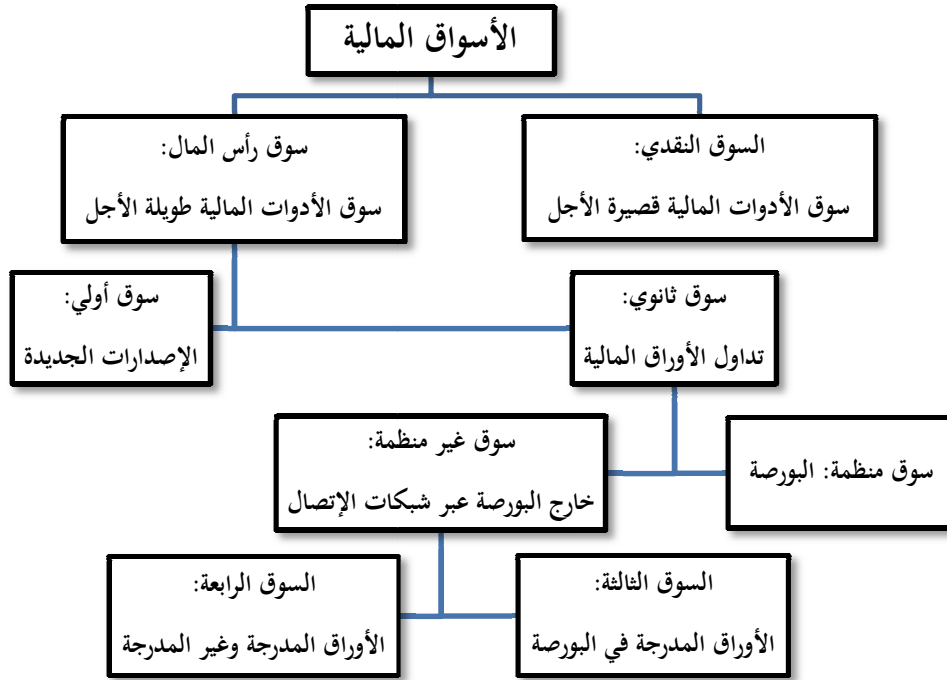 الأسواق المالية
السوق النقدي:
سوق الأدوات المالية قصيرة الأجل
سوق رأس المال:
سوق الأدوات المالية طويلة الأجل
سوق ثانوي:
تداول الأوراق المالية
سوق أولي:
الإصدارات الجديدة
سوق منظمة: البورصة
سوق غير منظمة:
خارج البورصة عبر شبكات الإتصال
السوق الثالثة:
الأوراق المدرجة في البورصة
السوق الرابعة:
الأوراق المدرجة وغير المدرجة